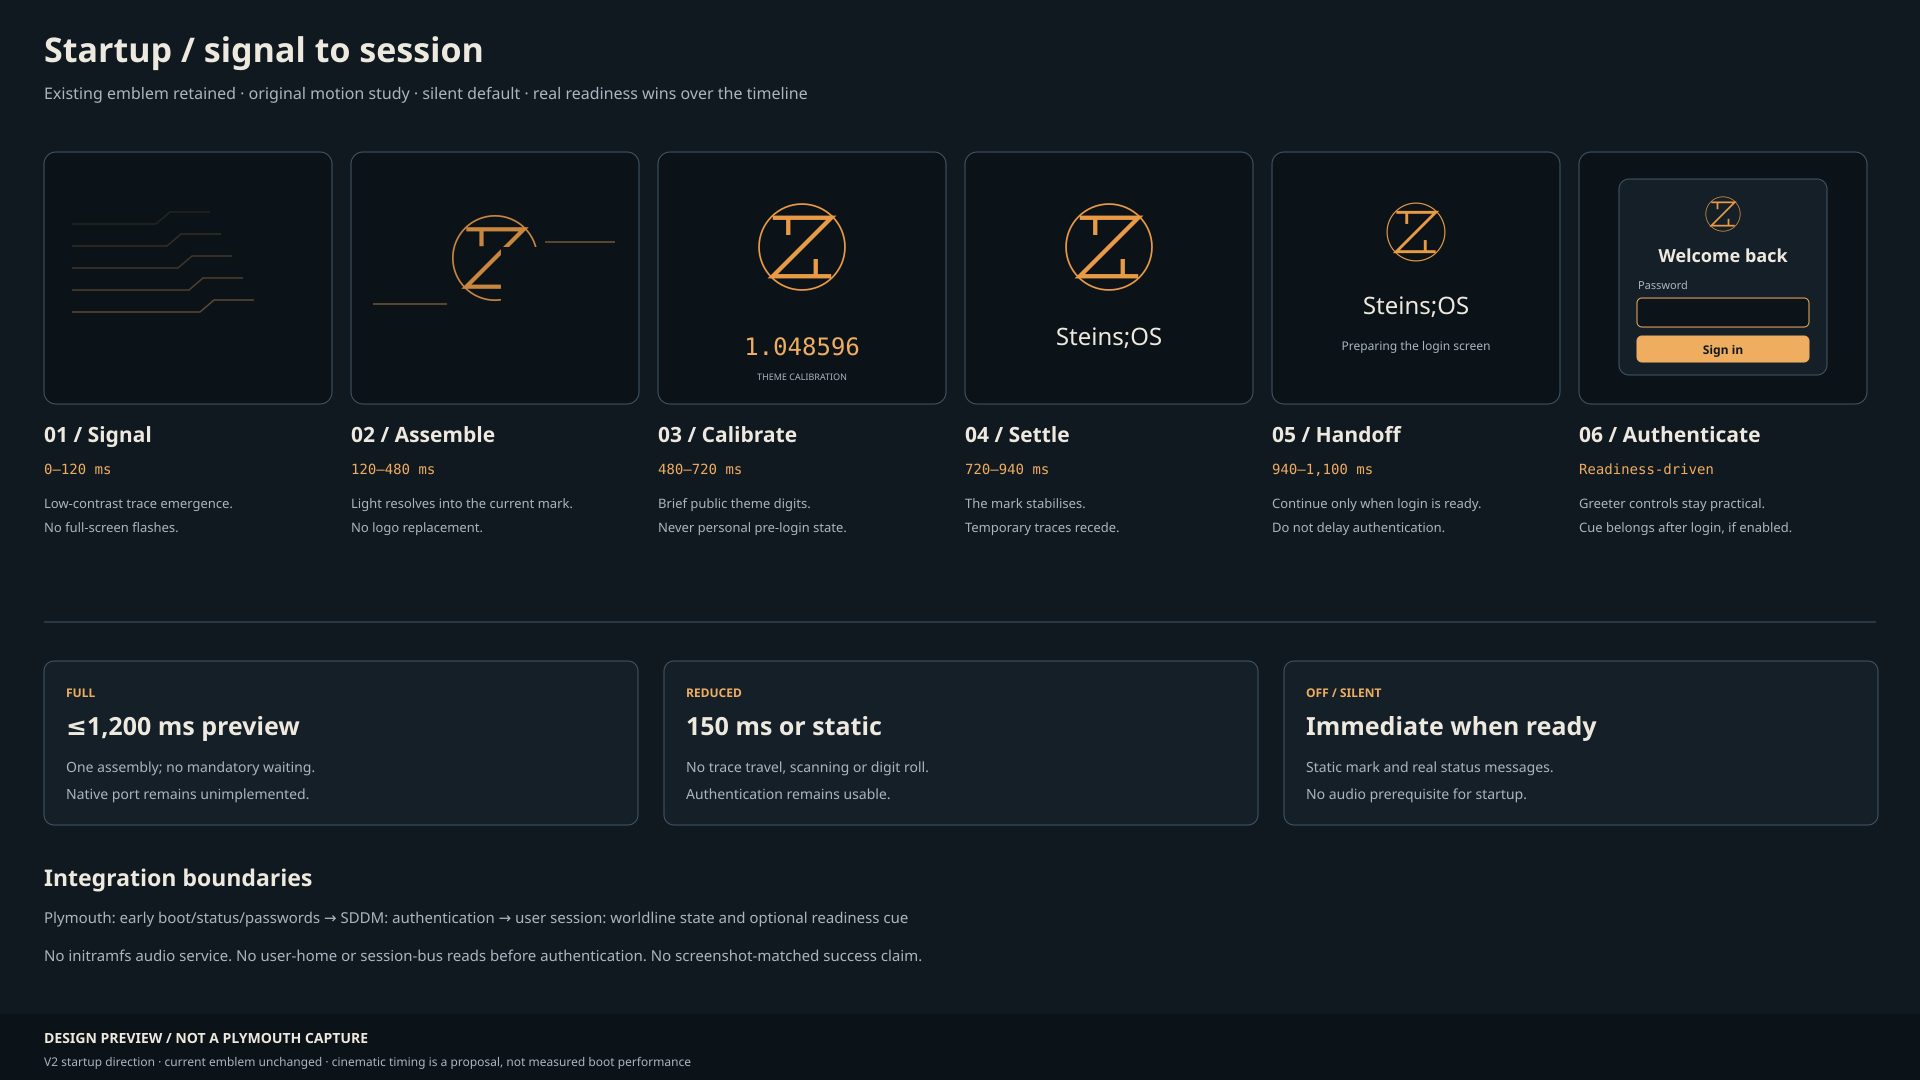 Startup / signal to session
Existing emblem retained · original motion study · silent default · real readiness wins over the timeline
1.048596
THEME CALIBRATION
Steins;OS
Steins;OS
Preparing the login screen
Welcome back
Password
Sign in
01 / Signal
0–120 ms
Low-contrast trace emergence.
No full-screen flashes.
02 / Assemble
120–480 ms
Light resolves into the current mark.
No logo replacement.
03 / Calibrate
480–720 ms
Brief public theme digits.
Never personal pre-login state.
04 / Settle
720–940 ms
The mark stabilises.
Temporary traces recede.
05 / Handoff
940–1,100 ms
Continue only when login is ready.
Do not delay authentication.
06 / Authenticate
Readiness-driven
Greeter controls stay practical.
Cue belongs after login, if enabled.
FULL
≤1,200 ms preview
One assembly; no mandatory waiting.
Native port remains unimplemented.
REDUCED
150 ms or static
No trace travel, scanning or digit roll.
Authentication remains usable.
OFF / SILENT
Immediate when ready
Static mark and real status messages.
No audio prerequisite for startup.
Integration boundaries
Plymouth: early boot/status/passwords → SDDM: authentication → user session: worldline state and optional readiness cue
No initramfs audio service. No user-home or session-bus reads before authentication. No screenshot-matched success claim.
DESIGN PREVIEW / NOT A PLYMOUTH CAPTURE
V2 startup direction · current emblem unchanged · cinematic timing is a proposal, not measured boot performance